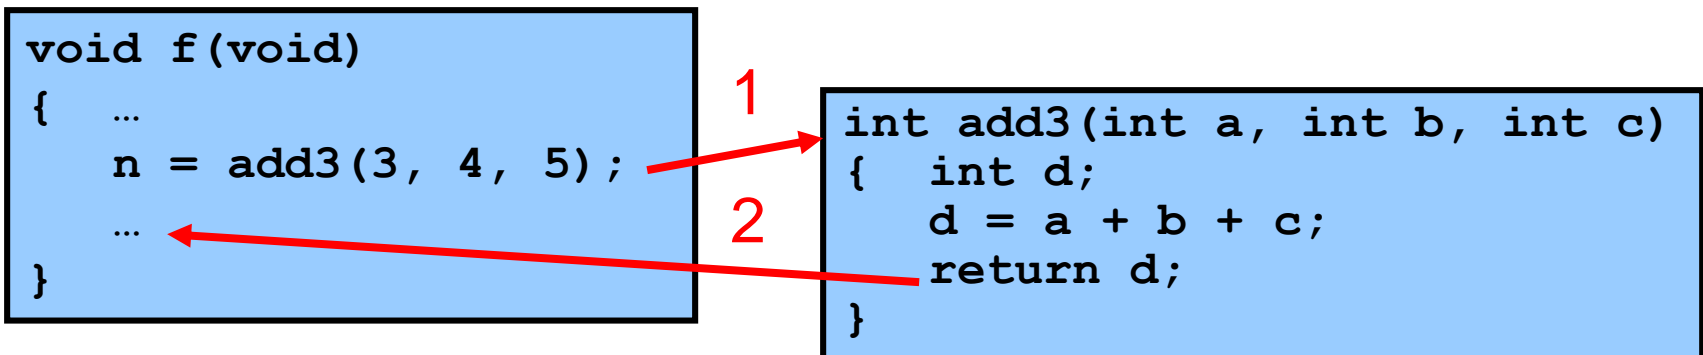 void f(void)
{ …
n = add3(3, 4, 5);
…
}
1
2
int add3(int a, int b, int c)
{ int d;
d = a + b + c;
return d;
}